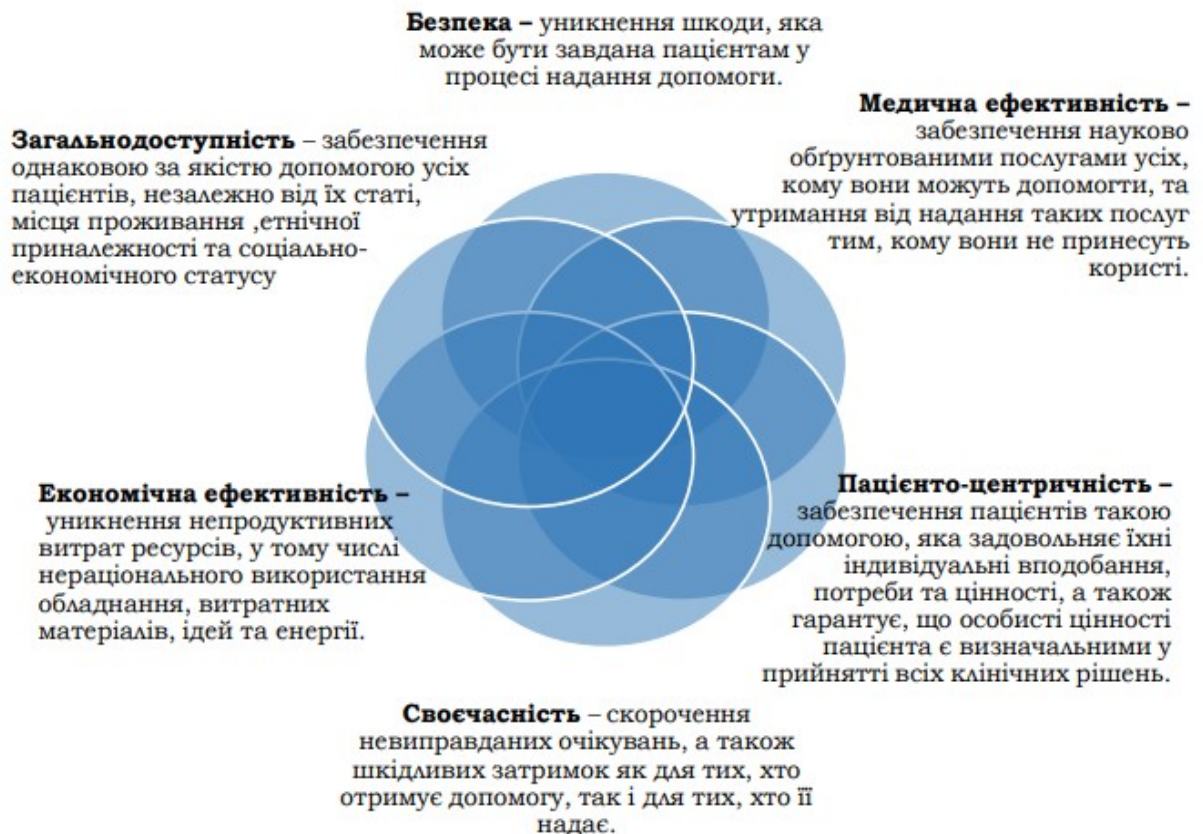 Безпека – уникнення шкоди, яка
може бути завдана пацієнтам у
процесі надання допомоги.
Медична ефективність –
забезпечення науково
обґрунтованими послугами усіх,
кому вони можуть допомогти, та
утримання від надання таких послуг
тим, кому вони не принесуть
користі.
Загальнодоступність – забезпечення
однаковою за якістю допомогою усіх
пацієнтів, незалежно від їх статі,
місця проживання ,етнічної
приналежності та соціально-
економічного статусу
Економічна ефективність –
уникнення непродуктивних
витрат ресурсів, у тому числі
нераціонального використання
обладнання, витратних
матеріалів, ідей та енергії.
Пацієнто-центричність –
забезпечення пацієнтів такою
допомогою, яка задовольняє їхні
індивідуальні вподобання,
потреби та цінності, а також
гарантує, що особисті цінності
пацієнта є визначальними у
прийнятті всіх клінічних рішень.
Своєчасність – скорочення
невиправданих очікувань, а також
шкідливих затримок як для тих, хто
отримує допомогу, так і для тих, хто її
надає.